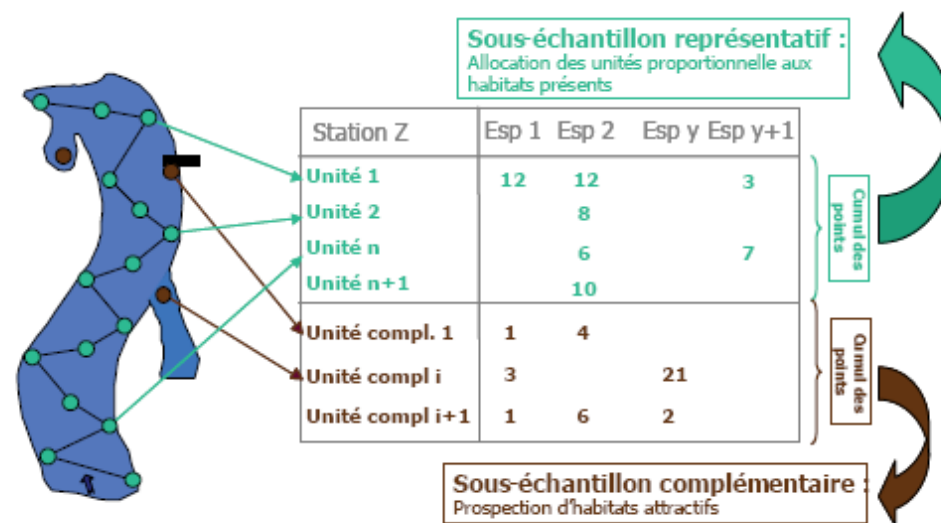 Sous-échantillon représentatif :
Allocation des unités proportionnelle aux
habitats présents
Station Z Esp 1 Esp 2 Esp y Esp y+1
Unité 1 12 12 3
Unité 2 8
Unité n 6 7
Unité n+1 10
Cumul des
points
Unité compl. 1 1 4
Unité compl i 3 21
Unité compl i+1 1 6 2
Cumul des
points
Sous-échantillon complémentaire :
Prospection d'habitats attractifs